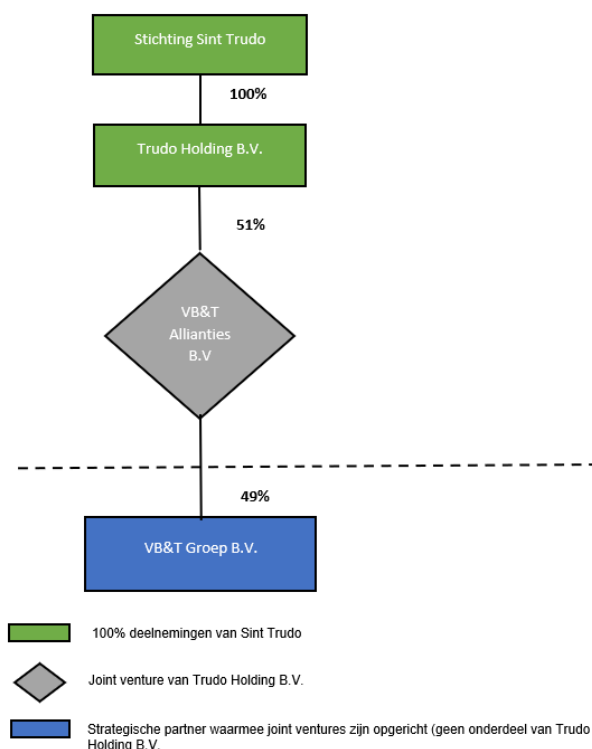 Stichting Sint Trudo
100%
Trudo Holding B.V.
51%
VB&T
Allianties
B.V
49%
VB&T Groep B.V.
100% deelnemingen van Sint Trudo
Joint venture van Trudo Holding B.V.
Strategische partner waarmee joint ventures zijn opgericht (geen onderdeel van Trudo
Holding B.V.